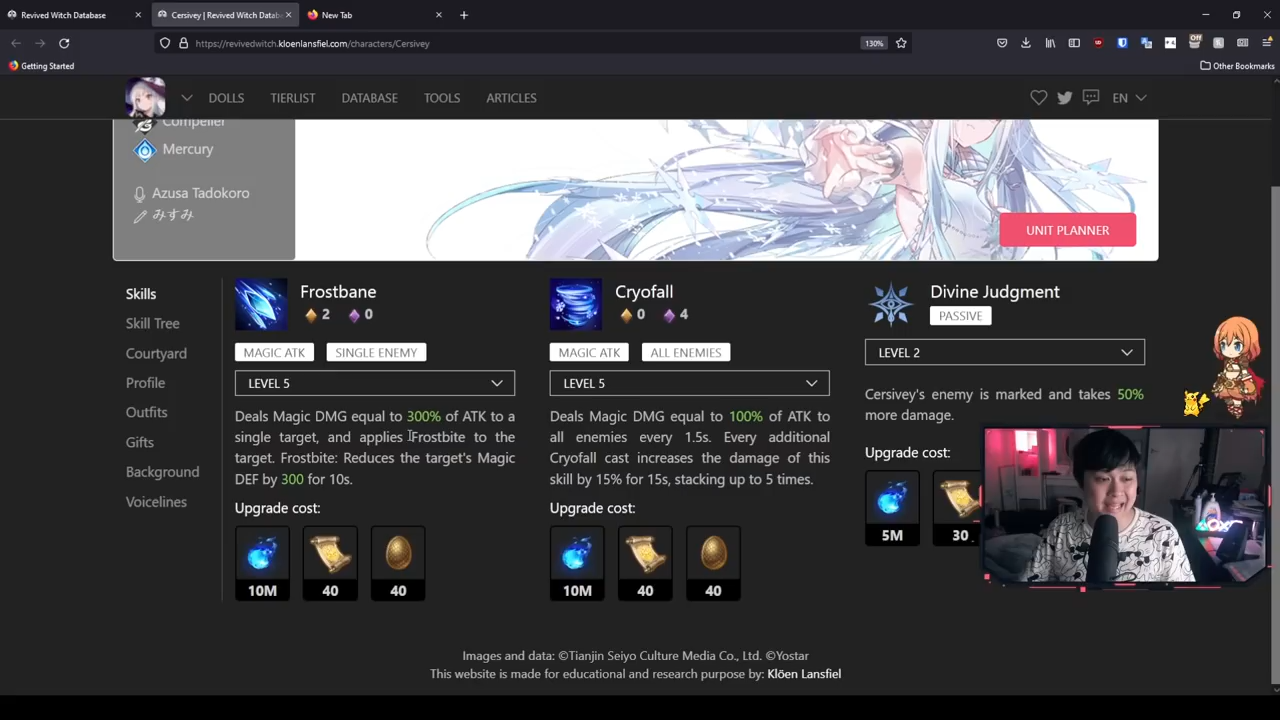 Revived Witch Database
Cersivey | Revived Witch Datab
New Tab
https://revivedwitch.kloenlansfiel.com/characters/Cersivey
130%
Off
Getting Started
Other Bookmarks
DOLLS
TIERLIST
DATABASE
TOOLS
ARTICLES
EN
Compeller
Mercury
Azusa Tadokoro
みすみ
UNIT PLANNER
Skills
Skill Tree
Courtyard
Profile
Outfits
Gifts
Background
Voicelines
Frostbane
2 0
MAGIC ATK SINGLE ENEMY
LEVEL 5
Deals Magic DMG equal to 300% of ATK to a
single target, and applies Frostbite to the
target. Frostbite: Reduces the target's Magic
DEF by 300 for 10s.
Upgrade cost:
10M 40 40
Cryofall
0 4
MAGIC ATK ALL ENEMIES
LEVEL 5
Deals Magic DMG equal to 100% of ATK to
all enemies every 1.5s. Every additional
Cryofall cast increases the damage of this
skill by 15% for 15s, stacking up to 5 times.
Upgrade cost:
10M 40 40
Divine Judgment
PASSIVE
LEVEL 2
Cersivey's enemy is marked and takes 50%
more damage.
Upgrade cost:
5M 30
Images and data: ©Tianjin Seiyo Culture Media Co., Ltd. ©Yostar
This website is made for educational and research purpose by: Klöen Lansfiel